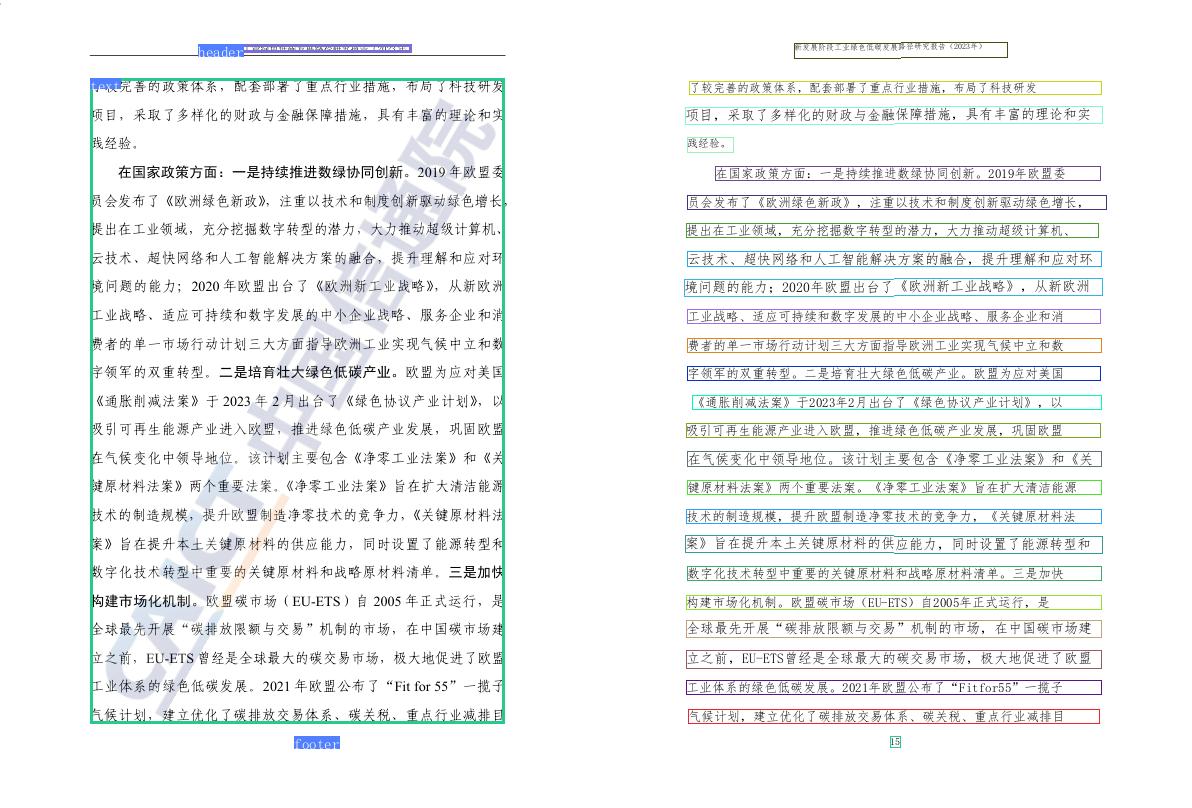 header
text
了较完善的政策体系，配套部署了重点行业措施，布局了科技研发
项目，采取了多样化的财政与金融保障措施，具有丰富的理论和实
践经验。
在国家政策方面：一是持续推进数绿协同创新。2019 年欧盟委
员会发布了《欧洲绿色新政》，注重以技术和制度创新驱动绿色增长，
提出在工业领域，充分挖掘数字转型的潜力，大力推动超级计算机、
云技术、超快网络和人工智能解决方案的融合，提升理解和应对环
境问题的能力；2020 年欧盟出台了《欧洲新工业战略》，从新欧洲
工业战略、适应可持续和数字发展的中小企业战略、服务企业和消
费者的单一市场行动计划三大方面指导欧洲工业实现气候中立和数
字领军的双重转型。二是培育壮大绿色低碳产业。欧盟为应对美国
《通胀削减法案》于 2023 年 2 月出台了《绿色协议产业计划》，以
吸引可再生能源产业进入欧盟，推进绿色低碳产业发展，巩固欧盟
在气候变化中领导地位。该计划主要包含《净零工业法案》和《关
键原材料法案》两个重要法案。《净零工业法案》旨在扩大清洁能源
技术的制造规模，提升欧盟制造净零技术的竞争力，《关键原材料法
案》旨在提升本土关键原材料的供应能力，同时设置了能源转型和
数字化技术转型中重要的关键原材料和战略原材料清单。三是加快
构建市场化机制。欧盟碳市场（EU-ETS）自 2005 年正式运行，是
全球最先开展“碳排放限额与交易”机制的市场，在中国碳市场建
立之前，EU-ETS 曾经是全球最大的碳交易市场，极大地促进了欧盟
工业体系的绿色低碳发展。2021 年欧盟公布了“Fit for 55”一揽子
气候计划，建立优化了碳排放交易体系、碳关税、重点行业减排目
footer
CAICT 中国信通院
新发展阶段工业绿色低碳发展路径研究报告（2023年）
了较完善的政策体系，配套部署了重点行业措施，布局了科技研发
项目，采取了多样化的财政与金融保障措施，具有丰富的理论和实
践经验。
在国家政策方面：一是持续推进数绿协同创新。2019年欧盟委
员会发布了《欧洲绿色新政》，注重以技术和制度创新驱动绿色增长，
提出在工业领域，充分挖掘数字转型的潜力，大力推动超级计算机、
云技术、超快网络和人工智能解决方案的融合，提升理解和应对环
境问题的能力；2020年欧盟出台了《欧洲新工业战略》，从新欧洲
工业战略、适应可持续和数字发展的中小企业战略、服务企业和消
费者的单一市场行动计划三大方面指导欧洲工业实现气候中立和数
字领军的双重转型。二是培育壮大绿色低碳产业。欧盟为应对美国
《通胀削减法案》于2023年2月出台了《绿色协议产业计划》，以
吸引可再生能源产业进入欧盟，推进绿色低碳产业发展，巩固欧盟
在气候变化中领导地位。该计划主要包含《净零工业法案》和《关
键原材料法案》两个重要法案。《净零工业法案》旨在扩大清洁能源
技术的制造规模，提升欧盟制造净零技术的竞争力，《关键原材料法
案》旨在提升本土关键原材料的供应能力，同时设置了能源转型和
数字化技术转型中重要的关键原材料和战略原材料清单。三是加快
构建市场化机制。欧盟碳市场（EU-ETS）自2005年正式运行，是
全球最先开展“碳排放限额与交易”机制的市场，在中国碳市场建
立之前，EU-ETS曾经是全球最大的碳交易市场，极大地促进了欧盟
工业体系的绿色低碳发展。2021年欧盟公布了“Fitfor55”一揽子
气候计划，建立优化了碳排放交易体系、碳关税、重点行业减排目
15